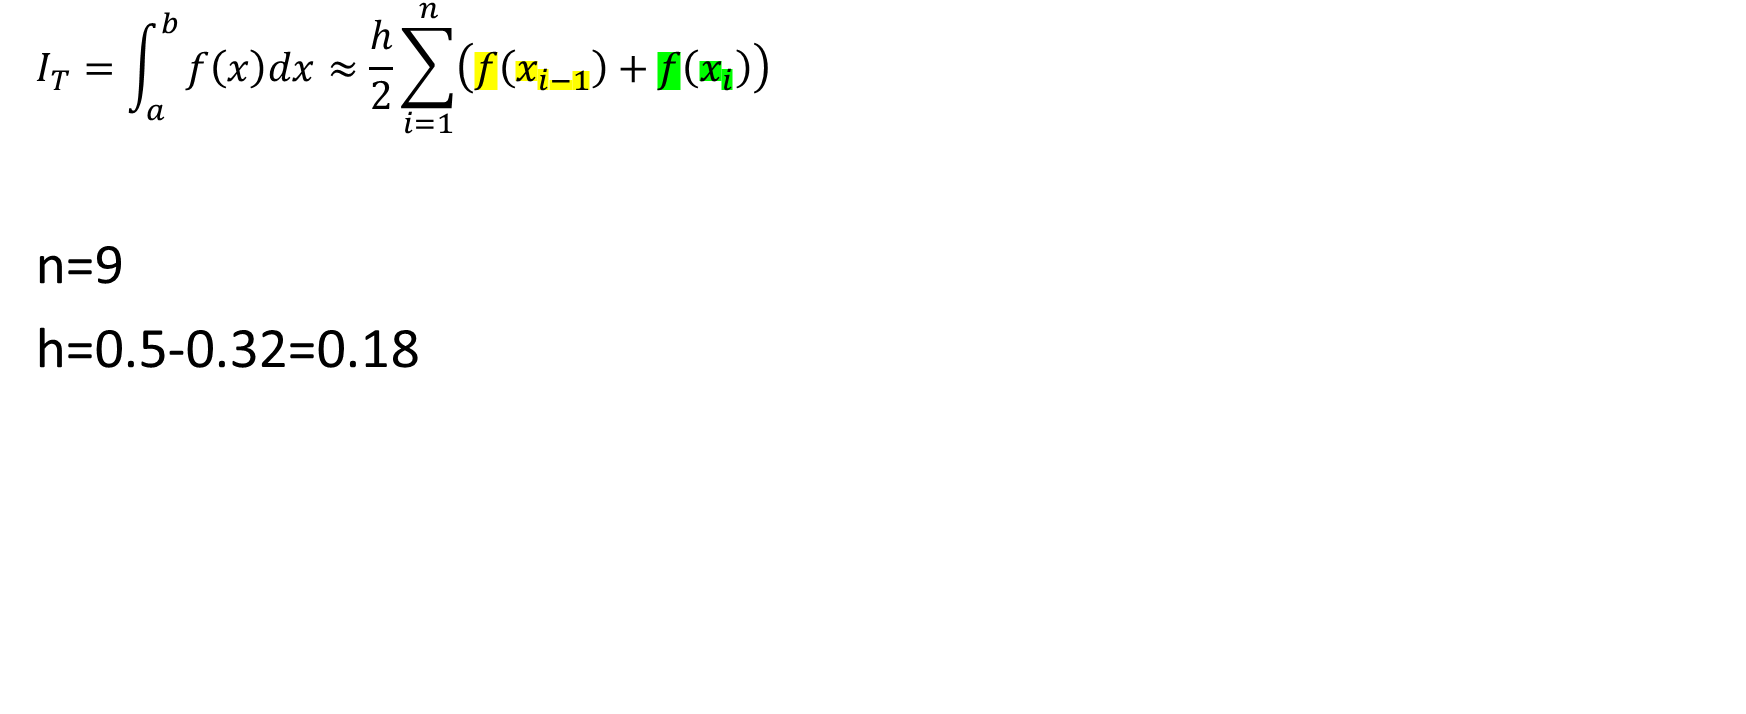 I_T = ∫_a^b f(x)dx ≈ h/2 ∑_{i=1}^n (f(x_{i−1}) + f(x_i))
n=9
h=0.5-0.32=0.18